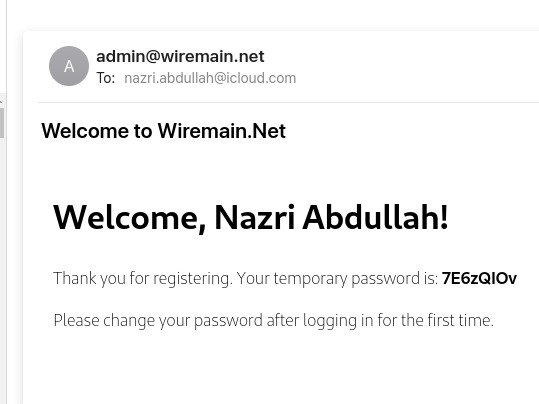 A
admin@wiremain.net
To: nazri.abdullah@icloud.com
Welcome to Wiremain.Net
Welcome, Nazri Abdullah!
Thank you for registering. Your temporary password is: 7E6zQIOv
Please change your password after logging in for the first time.